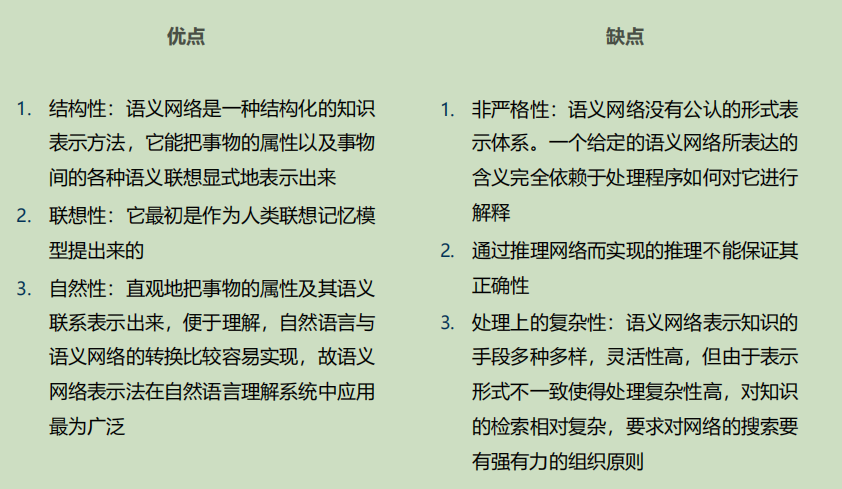 优点
1. 结构性：语义网络是一种结构化的知识
表示方法，它能把事物的属性以及事物
间的各种语义联想显式地表示出来
2. 联想性：它最初是作为人类联想记忆模
型提出来的
3. 自然性：直观地把事物的属性及其语义
联系表示出来，便于理解，自然语言与
语义网络的转换比较容易实现，故语义
网络表示法在自然语言理解系统中应用
最为广泛
缺点
1. 非严格性：语义网络没有公认的形式表
示体系。一个给定的语义网络所表达的
含义完全依赖于处理程序如何对它进行
解释
2. 通过推理网络而实现的推理不能保证其
正确性
3. 处理上的复杂性：语义网络表示知识的
手段多种多样，灵活性高，但由于表示
形式不一致使得处理复杂性高，对知识
的检索相对复杂，要求对网络的搜索要
有强有力的组织原则